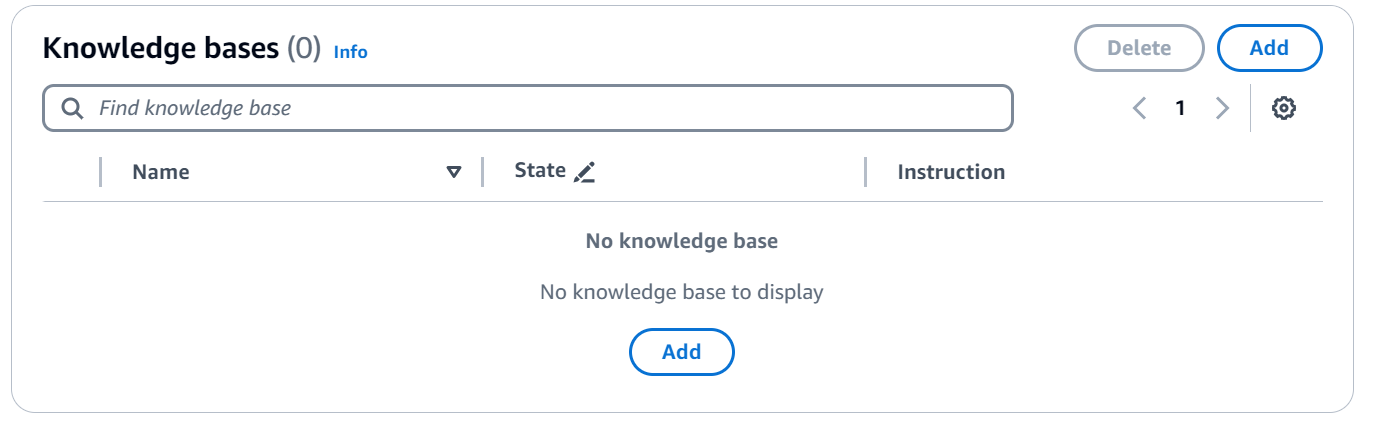 Knowledge bases (0) Info
Delete
Add
Find knowledge base
1
Name
State
Instruction
No knowledge base
No knowledge base to display
Add